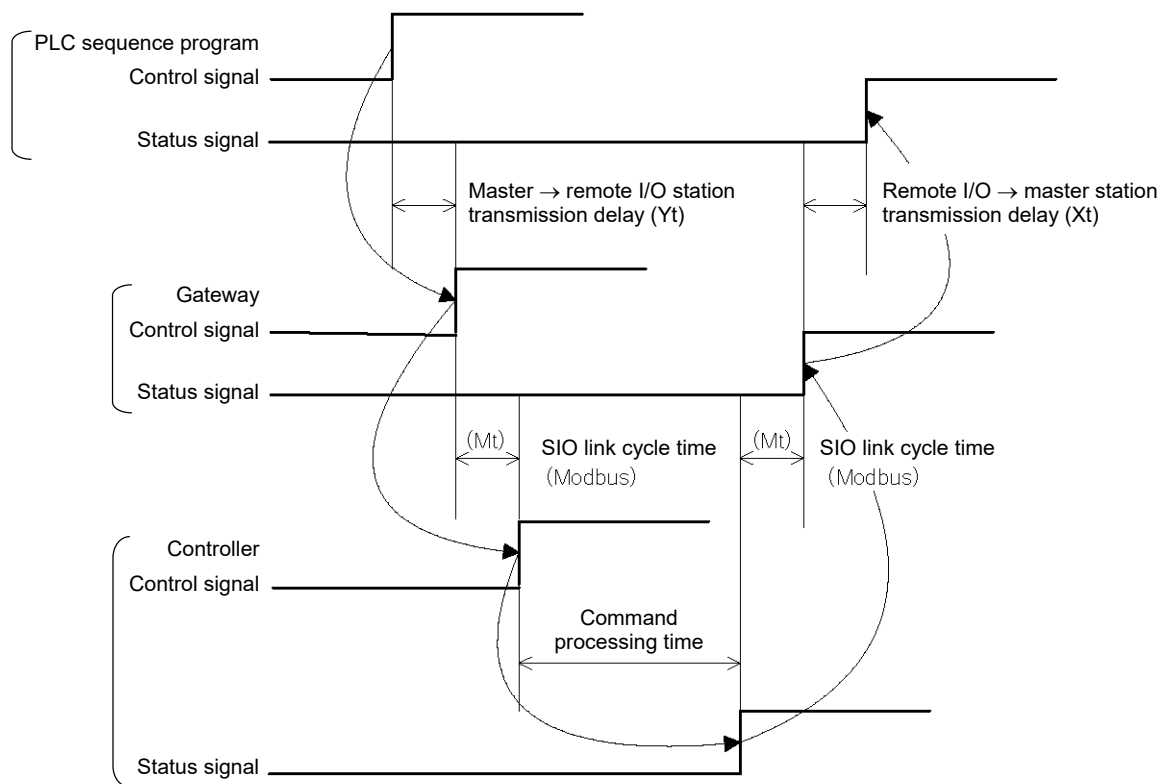 PLC sequence program
Control signal
Status signal
Master → remote I/O station
transmission delay (Yt)
Remote I/O → master station
transmission delay (Xt)
Gateway
Control signal
Status signal
(Mt)
SIO link cycle time
(Modbus)
(Mt)
SIO link cycle time
(Modbus)
Controller
Control signal
Command
processing time
Status signal